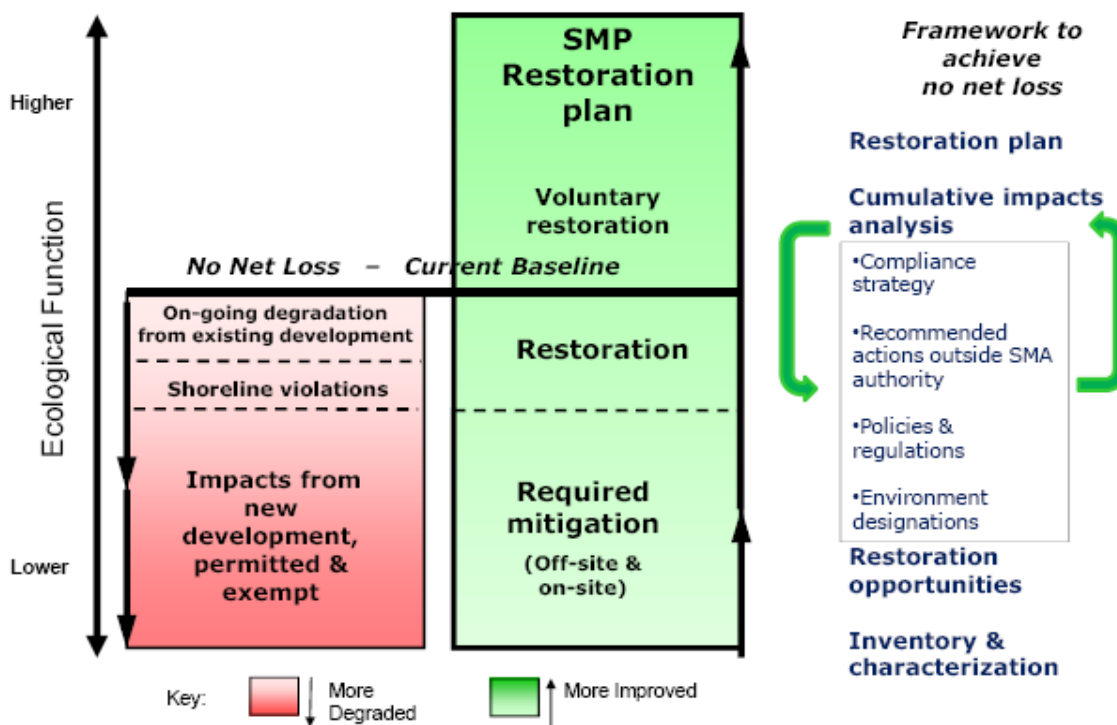 Higher
Ecological Function
Lower
SMP
Restoration
plan
Voluntary
restoration
No Net Loss – Current Baseline
On-going degradation
from existing development
Shoreline violations
Impacts from
new
development,
permitted &
exempt
Restoration
Required
mitigation
(Off-site &
on-site)
Framework to
achieve
no net loss
Restoration plan
Cumulative impacts
analysis
•Compliance
strategy
•Recommended
actions outside SMA
authority
•Policies &
regulations
•Environment
designations
Restoration
opportunities
Inventory &
characterization
Key:
More
Degraded
More Improved